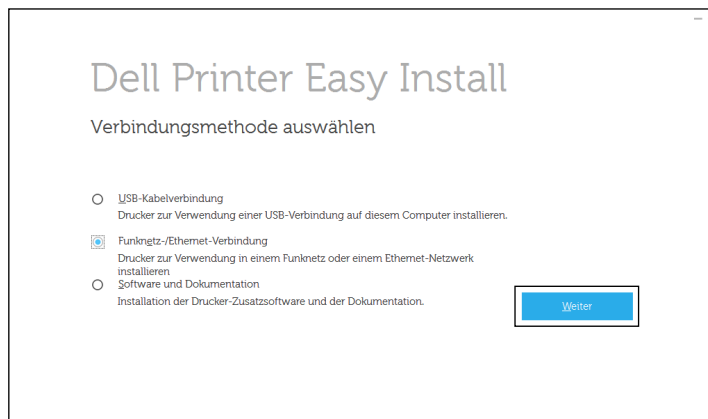 Dell Printer Easy Install
Verbindungsmethode auswählen
USB-Kabelverbindung
Drucker zur Verwendung einer USB-Verbindung auf diesem Computer installieren.
Funknetz-/Ethernet-Verbindung
Drucker zur Verwendung in einem Funknetz oder einem Ethernet-Netzwerk
installieren
Software und Dokumentation
Installation der Drucker-Zusatzsoftware und der Dokumentation.
Weiter